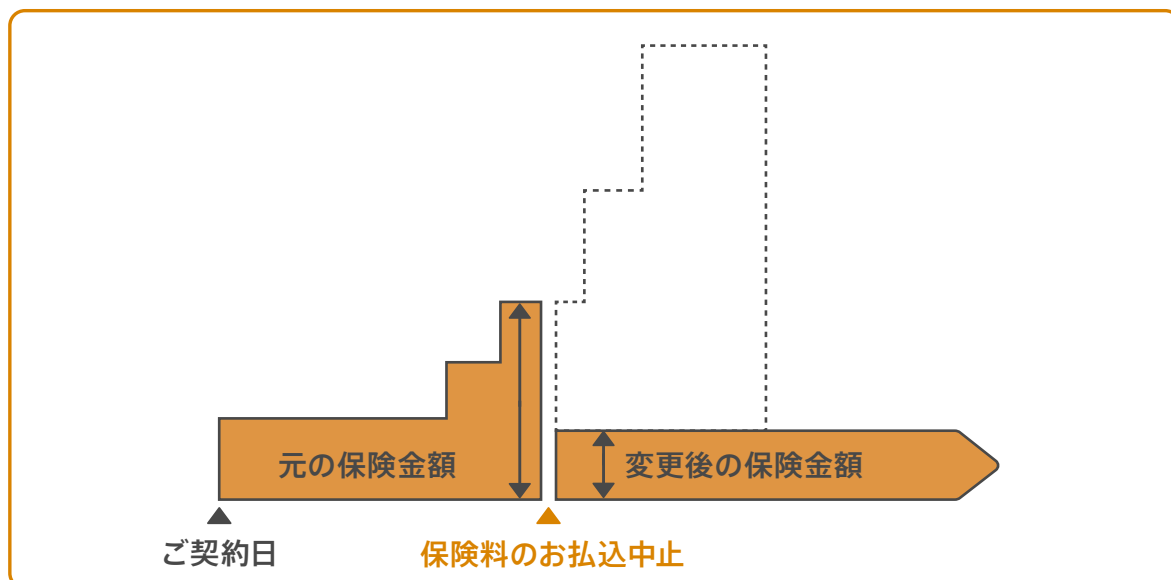 元の保険金額
変更後の保険金額
ご契約日
保険料のお払込中止